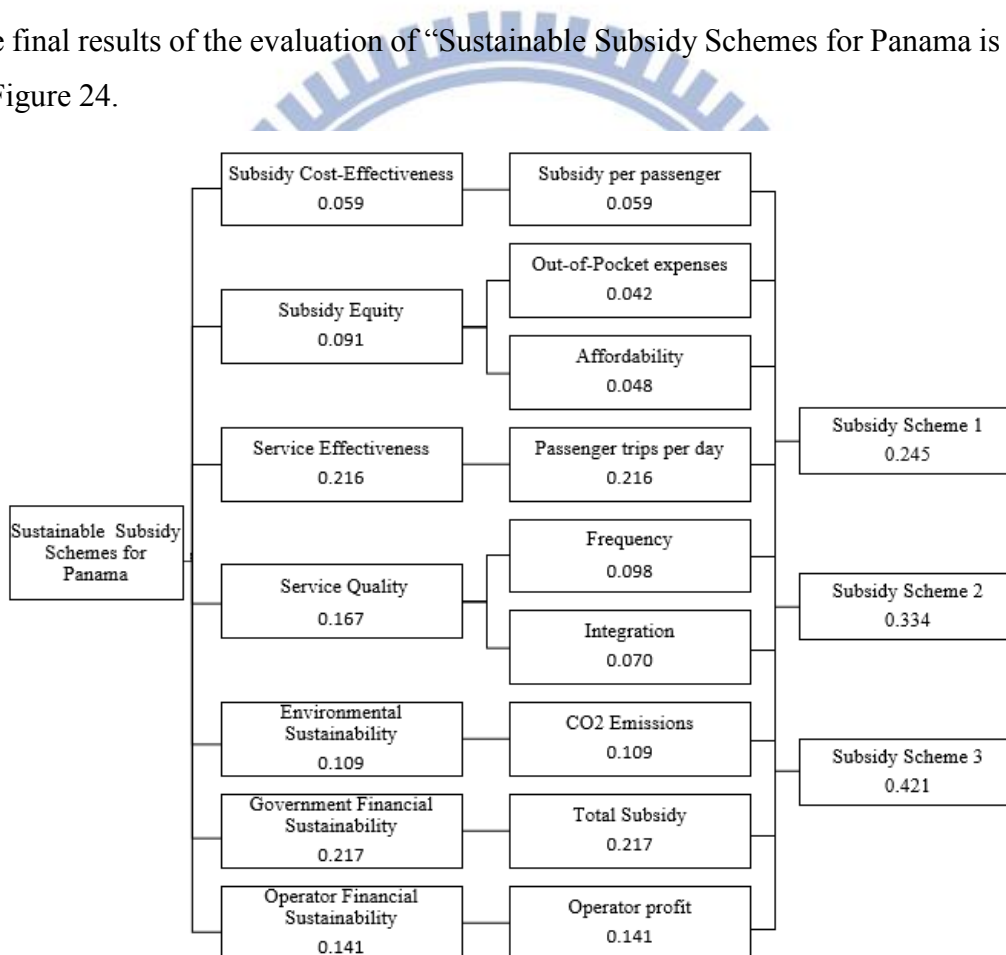 e final results of the evaluation of “Sustainable Subsidy Schemes for Panama is
Figure 24.
Subsidy Cost-Effectiveness
0.059
Subsidy per passenger
0.059
Out-of-Pocket expenses
0.042
Subsidy Equity
0.091
Affordability
0.048
Subsidy Scheme 1
0.245
Service Effectiveness
0.216
Passenger trips per day
0.216
Sustainable Subsidy
Schemes for
Panama
Frequency
0.098
Service Quality
0.167
Subsidy Scheme 2
0.334
Integration
0.070
Environmental
Sustainability
0.109
CO2 Emissions
0.109
Subsidy Scheme 3
0.421
Government Financial
Sustainability
0.217
Total Subsidy
0.217
Operator Financial
Sustainability
0.141
Operator profit
0.141